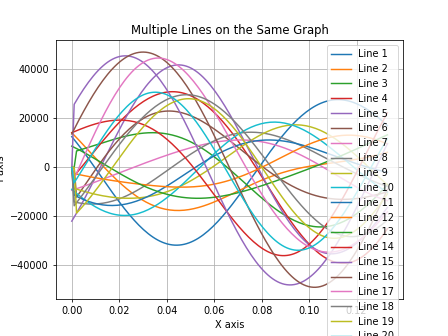 Multiple Lines on the Same Graph
40000
20000
0
−20000
−40000
0.00
0.02
0.04
0.06
0.08
0.10
X axis
Line 1
Line 2
Line 3
Line 4
Line 5
Line 6
Line 7
Line 8
Line 9
Line 10
Line 11
Line 12
Line 13
Line 14
Line 15
Line 16
Line 17
Line 18
Line 19
Line 20